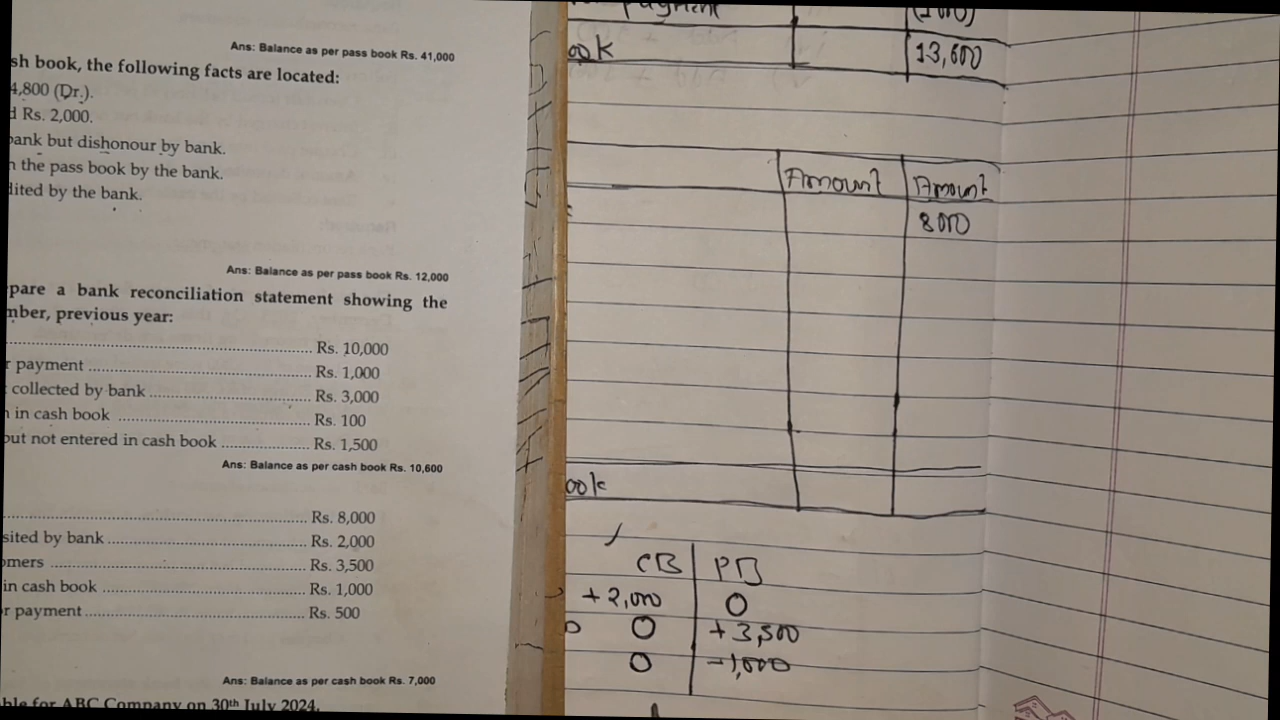 Ans: Balance as per pass book Rs. 41,000
sh book, the following facts are located:
4,800 (Dr.).
d Rs. 2,000.
bank but dishonour by bank.
n the pass book by the bank.
dited by the bank.
Ans: Balance as per pass book Rs. 12,000
pare a bank reconciliation statement showing the
mber, previous year:
Rs. 10,000
r payment Rs. 1,000
collected by bank Rs. 3,000
n in cash book Rs. 100
but not entered in cash book Rs. 1,500
Ans: Balance as per cash book Rs. 10,600
Rs. 8,000
sited by bank Rs. 2,000
omers Rs. 3,500
in cash book Rs. 1,000
r payment Rs. 500
Ans: Balance as per cash book Rs. 7,000
ble for ABC Company on 30th July 2024.
payment
ook 13,600
Amount Amount
8000
ook
CB PB
+2,000 0
0 +3,500
0 -1,000